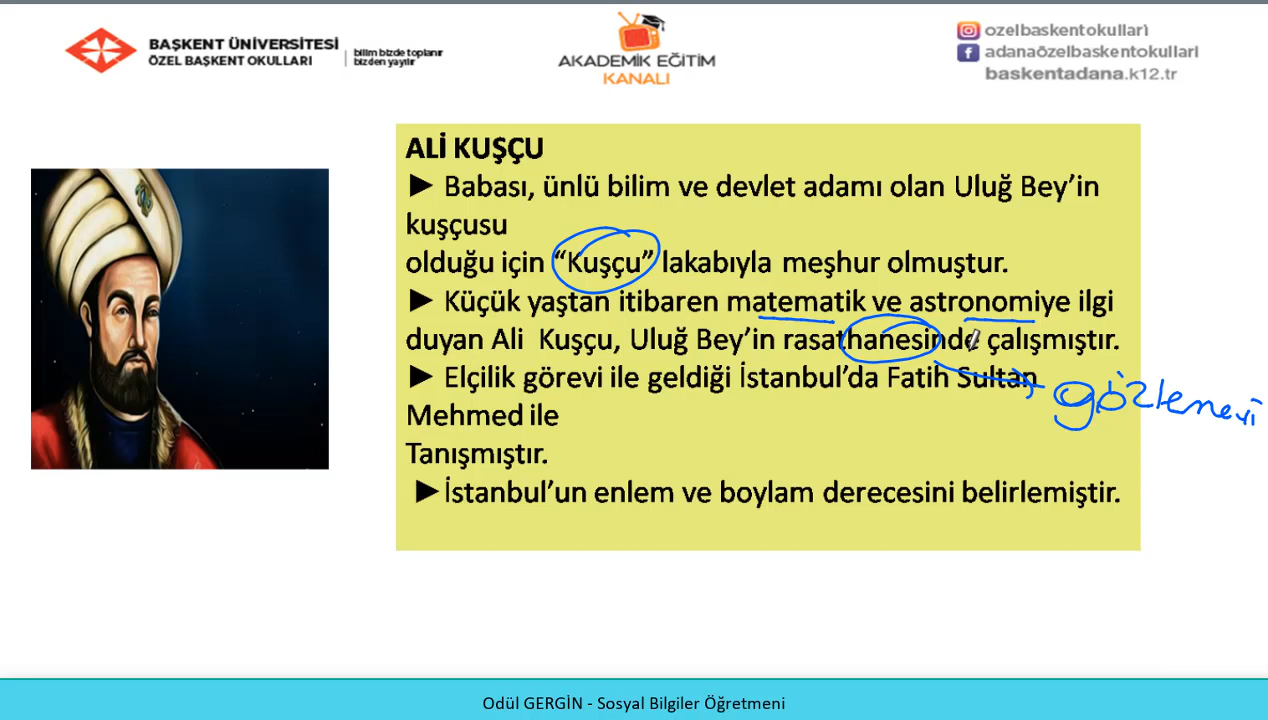 BAŞKENT ÜNİVERSİTESİ
ÖZEL BAŞKENT OKULLARI
bilim bizde toplanır
bizden yayılır
AKADEMİK EĞİTİM
KANALI
ozelbaskentokullari
adanaözelbaskentokullari
baskentadana.k12.tr
ALİ KUŞÇU
► Babası, ünlü bilim ve devlet adamı olan Uluğ Bey’in
kuşçusu
olduğu için “Kuşçu” lakabıyla meşhur olmuştur.
► Küçük yaştan itibaren matematik ve astronomiye ilgi
duyan Ali Kuşçu, Uluğ Bey’in rasathanesinde çalışmıştır.
► Elçilik görevi ile geldiği İstanbul’da Fatih Sultan
Mehmed ile
Tanışmıştır.
►İstanbul’un enlem ve boylam derecesini belirlemiştir.
gözlemevi
Odül GERGİN - Sosyal Bilgiler Öğretmeni